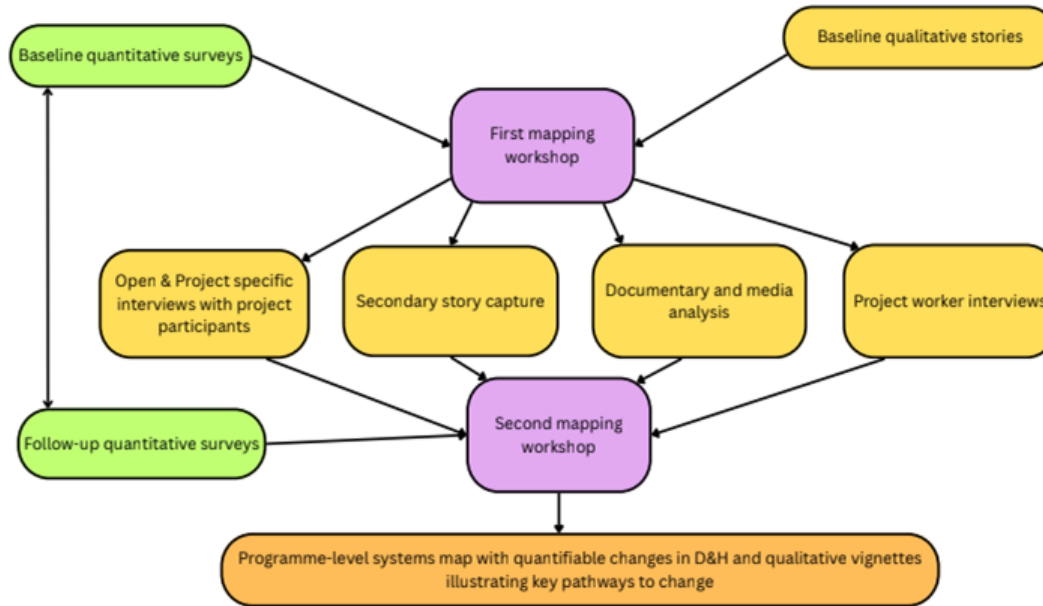 Baseline quantitative surveys
Baseline qualitative stories
First mapping
workshop
Open & Project specific
interviews with project
participants
Secondary story capture
Documentary and media
analysis
Project worker interviews
Follow-up quantitative surveys
Second mapping
workshop
Programme-level systems map with quantifiable changes in D&H and qualitative vignettes
illustrating key pathways to change